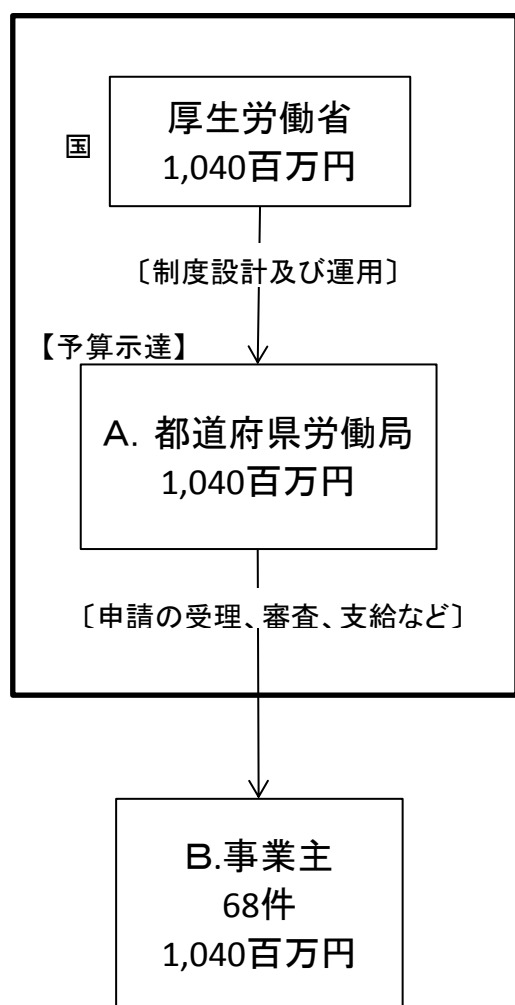 国
厚生労働省
1,040百万円
〔制度設計及び運用〕
【予算示達】
A. 都道府県労働局
1,040百万円
〔申請の受理、審査、支給など〕
B.事業主
68件
1,040百万円